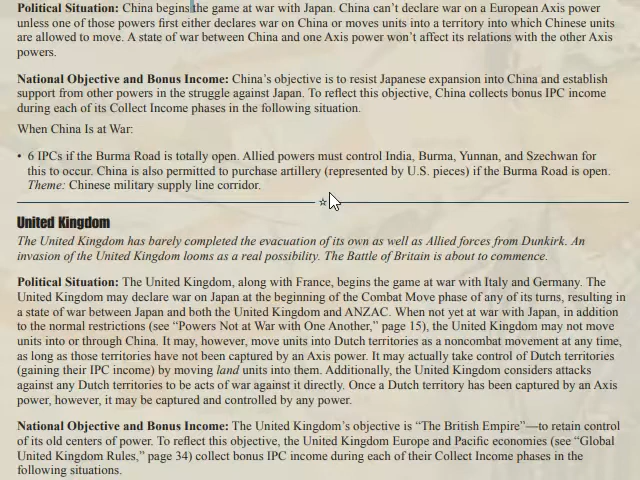 Political Situation: China begins the game at war with Japan. China can't declare war on a European Axis power
unless one of those powers first either declares war on China or moves units into a territory into which Chinese units
are allowed to move. A state of war between China and one Axis power won't affect its relations with the other Axis
powers.
National Objective and Bonus Income: China's objective is to resist Japanese expansion into China and establish
support from other powers in the struggle against Japan. To reflect this objective, China collects bonus IPC income
during each of its Collect Income phases in the following situation.
When China Is at War:
• 6 IPCs if the Burma Road is totally open. Allied powers must control India, Burma, Yunnan, and Szechwan for
this to occur. China is also permitted to purchase artillery (represented by U.S. pieces) if the Burma Road is open.
Theme: Chinese military supply line corridor.
United Kingdom
The United Kingdom has barely completed the evacuation of its own as well as Allied forces from Dunkirk. An
invasion of the United Kingdom looms as a real possibility. The Battle of Britain is about to commence.
Political Situation: The United Kingdom, along with France, begins the game at war with Italy and Germany. The
United Kingdom may declare war on Japan at the beginning of the Combat Move phase of any of its turns, resulting in
a state of war between Japan and both the United Kingdom and ANZAC. When not yet at war with Japan, in addition
to the normal restrictions (see “Powers Not at War with One Another,” page 15), the United Kingdom may not move
units into or through China. It may, however, move units into Dutch territories as a noncombat movement at any time,
as long as those territories have not been captured by an Axis power. It may actually take control of Dutch territories
(gaining their IPC income) by moving land units into them. Additionally, the United Kingdom considers attacks
against any Dutch territories to be acts of war against it directly. Once a Dutch territory has been captured by an Axis
power, however, it may be captured and controlled by any power.
National Objective and Bonus Income: The United Kingdom's objective is “The British Empire”—to retain control
of its old centers of power. To reflect this objective, the United Kingdom Europe and Pacific economies (see “Global
United Kingdom Rules,” page 34) collect bonus IPC income during each of their Collect Income phases in the
following situations.